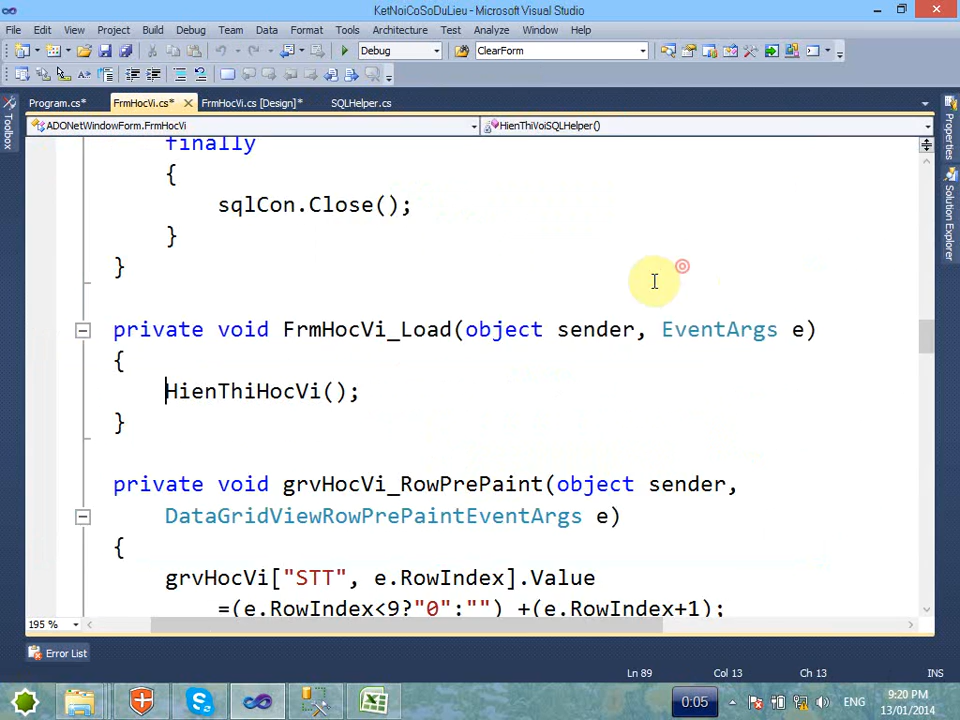 KetNoiCoSoDuLieu - Microsoft Visual Studio
File Edit View Project Build Debug Team Data Format Tools Architecture Test Analyze Window Help
Debug ClearForm
Program.cs* FrmHocVi.cs* FrmHocVi.cs [Design]* SQLHelper.cs
ADONetWindowForm.FrmHocVi HienThiVoiSQLHelper()
Toolbox
Properties
Solution Explorer
finally
{
sqlCon.Close();
}
}
private void FrmHocVi_Load(object sender, EventArgs e)
{
HienThiHocVi();
}
private void grvHocVi_RowPrePaint(object sender,
DataGridViewRowPrePaintEventArgs e)
{
grvHocVi["STT", e.RowIndex].Value
=(e.RowIndex<9?"0":"") +(e.RowIndex+1);
195 %
Error List
Ln 89 Col 13 Ch 13 INS
0:05 ENG 9:20 PM
13/01/2014